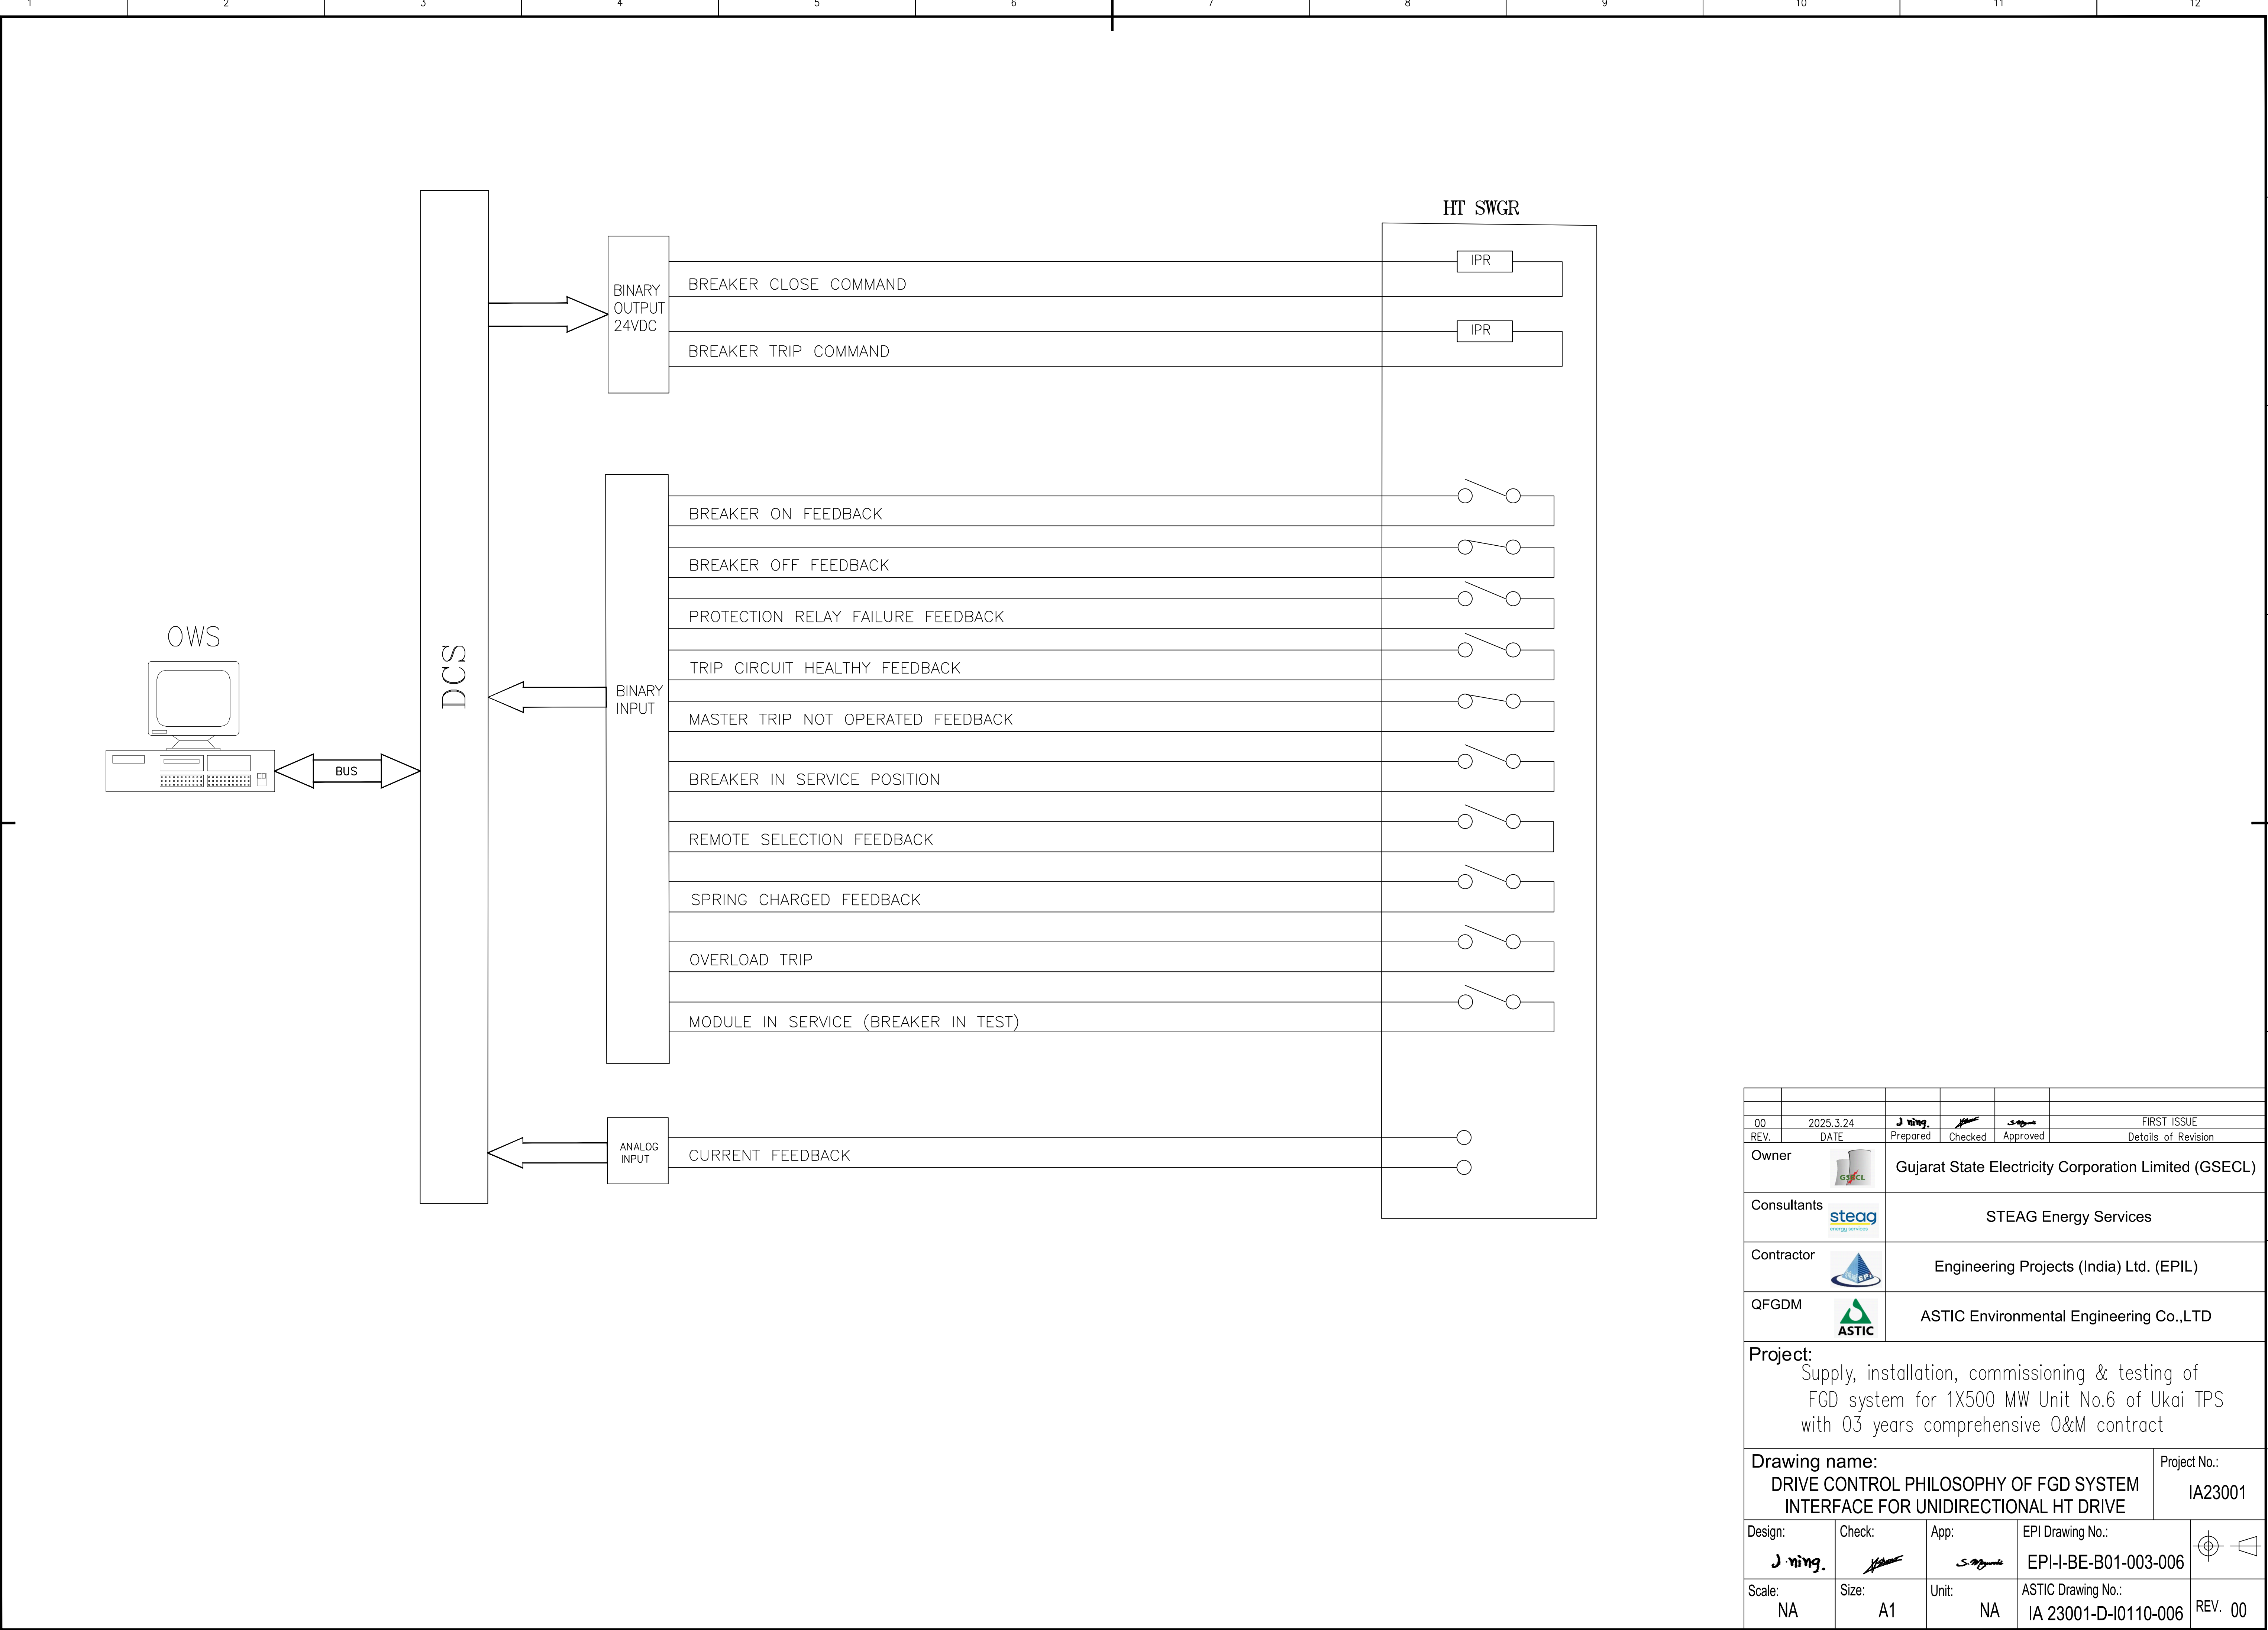 1 2 3 4 5 6 7 8 9 10 11 12
HT SWGR
IPR
BREAKER CLOSE COMMAND
BINARY
OUTPUT
24VDC
IPR
BREAKER TRIP COMMAND
BREAKER ON FEEDBACK
BREAKER OFF FEEDBACK
PROTECTION RELAY FAILURE FEEDBACK
TRIP CIRCUIT HEALTHY FEEDBACK
BINARY
INPUT
MASTER TRIP NOT OPERATED FEEDBACK
BREAKER IN SERVICE POSITION
REMOTE SELECTION FEEDBACK
SPRING CHARGED FEEDBACK
OVERLOAD TRIP
MODULE IN SERVICE (BREAKER IN TEST)
OWS
DCS
BUS
ANALOG
INPUT
CURRENT FEEDBACK
00 2025.3.24 J ning. FIRST ISSUE
REV. DATE Prepared Checked Approved Details of Revision
Owner GSECL Gujarat State Electricity Corporation Limited (GSECL)
Consultants steag energy services STEAG Energy Services
Contractor EPI Engineering Projects (India) Ltd. (EPIL)
QFGDM ASTIC ASTIC Environmental Engineering Co.,LTD
Project:
Supply, installation, commissioning & testing of
FGD system for 1X500 MW Unit No.6 of Ukai TPS
with 03 years comprehensive O&M contract
Drawing name:
DRIVE CONTROL PHILOSOPHY OF FGD SYSTEM
INTERFACE FOR UNIDIRECTIONAL HT DRIVE
Project No.:
IA23001
Design: Check: App: EPI Drawing No.:
J ning. EPI-I-BE-B01-003-006
Scale: Size: Unit: ASTIC Drawing No.:
NA A1 NA IA 23001-D-I0110-006 REV. 00